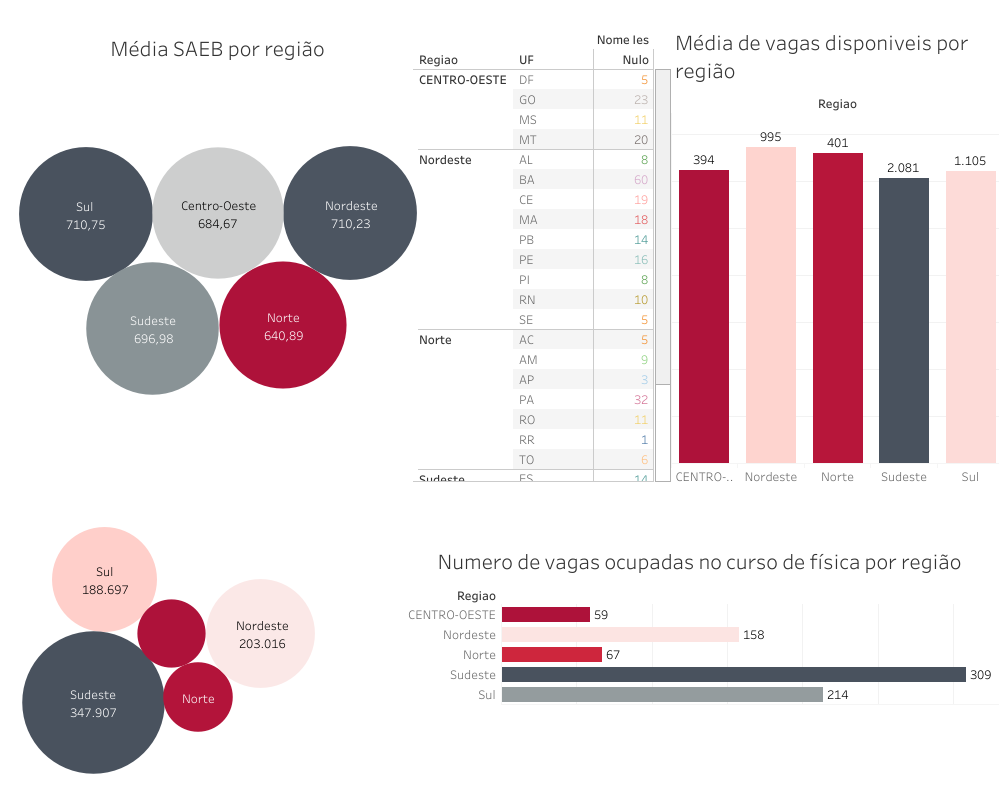 Média SAEB por região
Sul
710,75
Centro-Oeste
684,67
Nordeste
710,23
Sudeste
696,98
Norte
640,89
Nome Ies
Regiao UF Nulo
CENTRO-OESTE DF 5
GO 23
MS 11
MT 20
Nordeste AL 8
BA 60
CE 19
MA 18
PB 14
PE 16
PI 8
RN 10
SE 5
Norte AC 5
AM 9
AP 3
PA 32
RO 11
RR 1
TO 6
Sudeste ES 14
Média de vagas disponiveis por
região
Regiao
394 995 401 2.081 1.105
CENTRO-.. Nordeste Norte Sudeste Sul
Sul
188.697
Nordeste
203.016
Sudeste
347.907
Norte
Numero de vagas ocupadas no curso de física por região
Regiao
CENTRO-OESTE 59
Nordeste 158
Norte 67
Sudeste 309
Sul 214